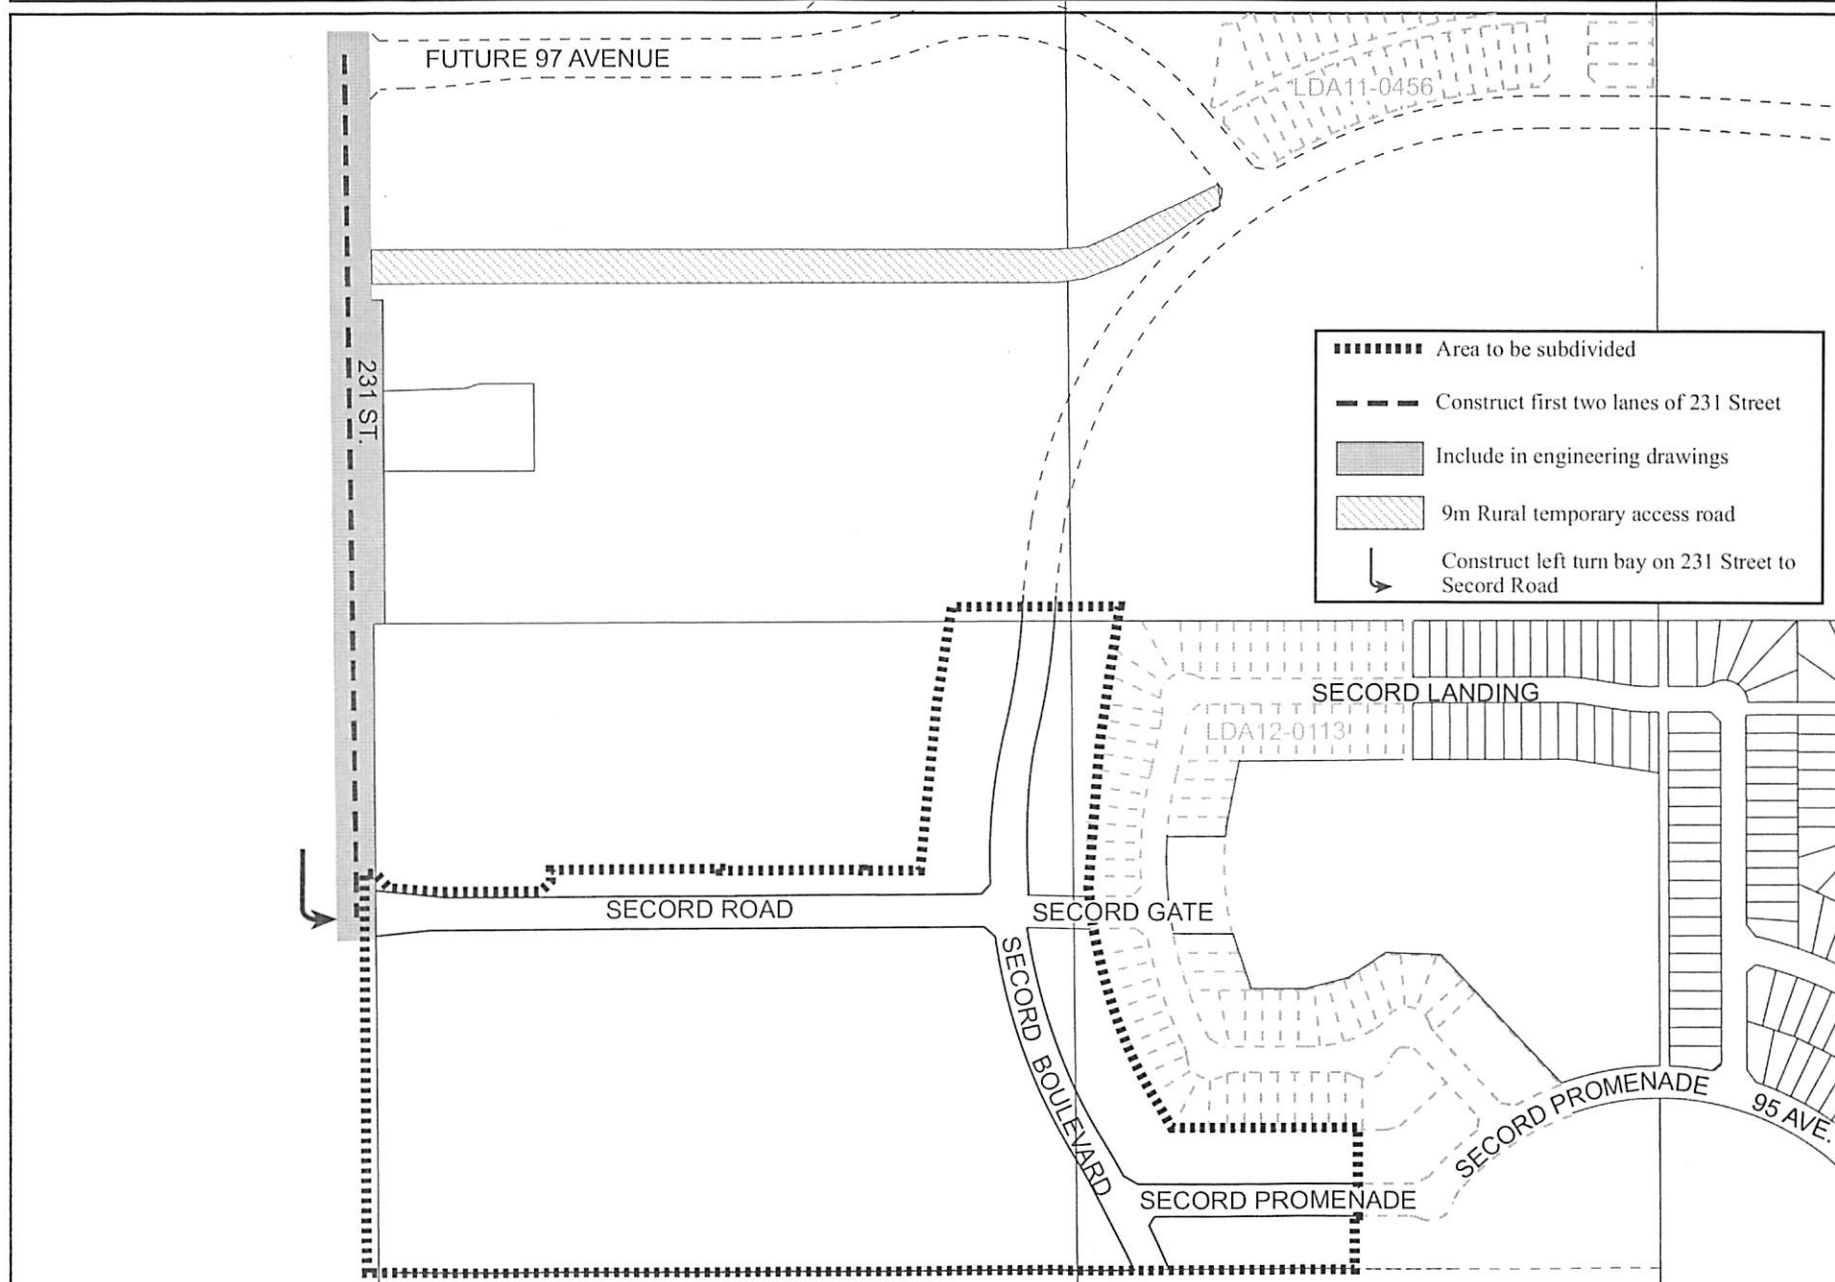 FUTURE 97 AVENUE
LDA11-0456
231 ST.
Area to be subdivided
Construct first two lanes of 231 Street
Include in engineering drawings
9m Rural temporary access road
Construct left turn bay on 231 Street to
Secord Road
SECORD LANDING
LDA12-0113
SECORD ROAD
SECORD GATE
SECORD BOULEVARD
SECORD PROMENADE
SECORD PROMENADE
95 AVE.